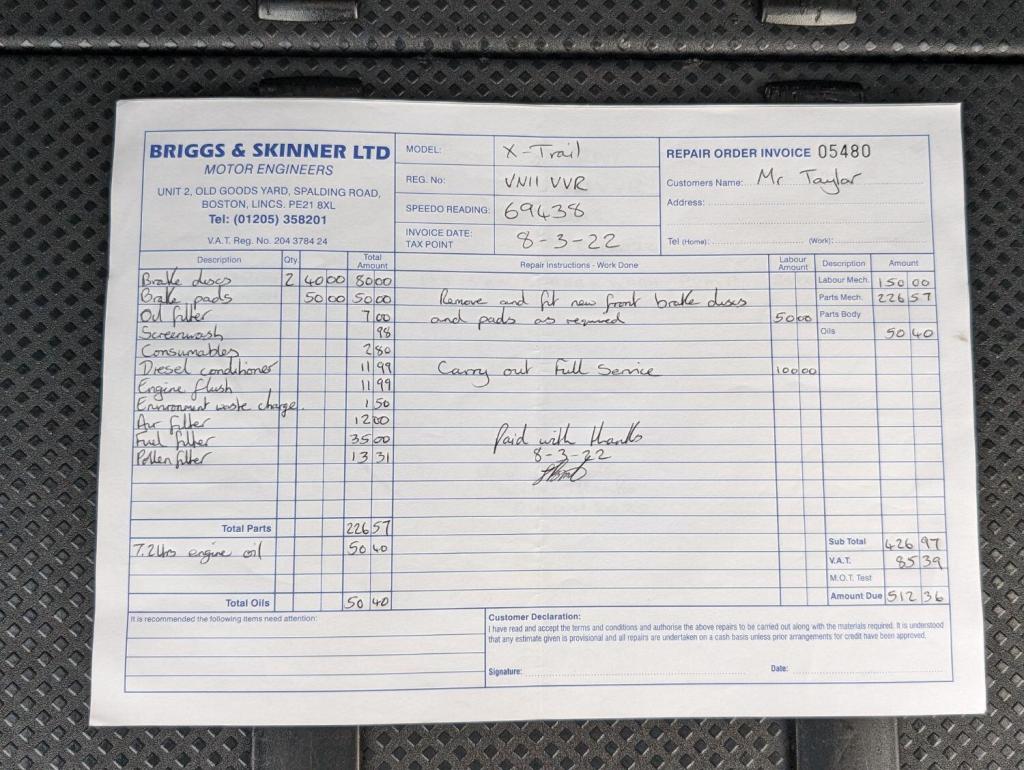 BRIGGS & SKINNER LTD
MOTOR ENGINEERS
UNIT 2, OLD GOODS YARD, SPALDING ROAD,
BOSTON, LINCS. PE21 8XL
Tel: (01205) 358201
V.A.T. Reg. No. 204 3784 24
MODEL: X-Trail
REG. No: VN11 VVR
SPEEDO READING: 69438
INVOICE DATE: TAX POINT 8-3-22
REPAIR ORDER INVOICE 05480
Customers Name: Mr Taylor
Address:
Tel (Home): (Work):
Description Qty. Total Amount
Brake discs 2 40 00 80 00
Brake pads 50 00 50 00
Oil filter 7 00
Screenwash 98
Consumables 2 80
Diesel conditioner 11 99
Engine flush 11 99
Environment waste charge. 1 50
Air filter 12 00
Fuel filter 35 00
Pollen filter 13 31
Total Parts 226 57
7.2 ltrs engine oil 50 40
Total Oils 50 40
Repair Instructions - Work Done Labour Amount
Remove and fit new front brake discs
and pads as required 50 00
Carry out Full Service 100 00
Paid with thanks
8-3-22
Description Amount
Labour Mech. 150 00
Parts Mech. 226 57
Parts Body
Oils 50 40
Sub Total 426 97
V.A.T. 85 39
M.O.T. Test
Amount Due 512 36
It is recommended the following items need attention:
Customer Declaration:
I have read and accept the terms and conditions and authorise the above repairs to be carried out along with the materials required. It is understood
that any estimate given is provisional and all repairs are undertaken on a cash basis unless prior arrangements for credit have been approved.
Signature: Date: